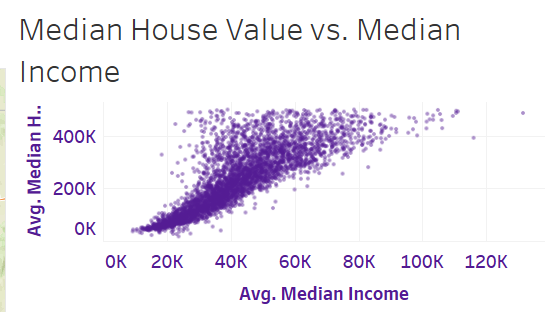 Median House Value vs. Median
Income
Avg. Median H..
400K
200K
0K
0K 20K 40K 60K 80K 100K 120K
Avg. Median Income